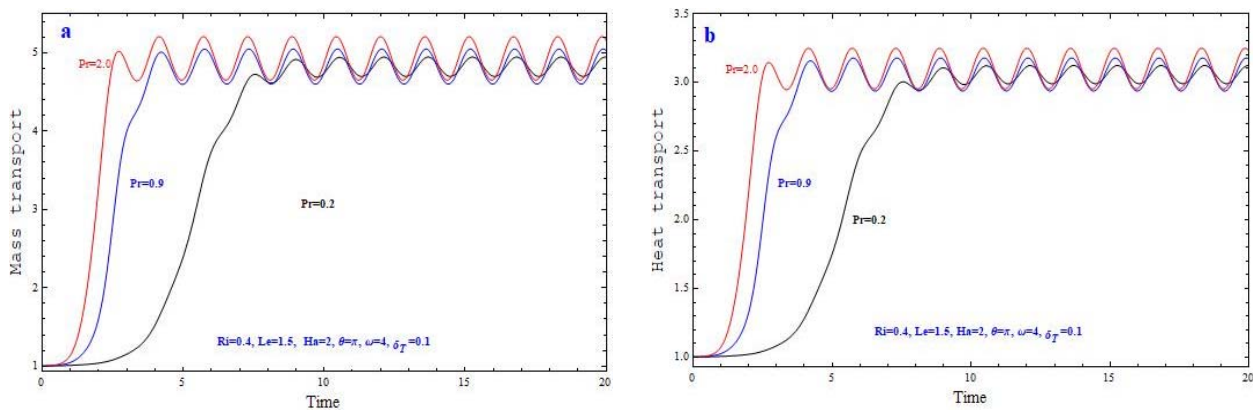 a
5
4
3
2
1
Pr=2.0
Pr=0.9
Pr=0.2
Ri=0.4, Le=1.5, Ha=2, θ=π, ω=4, δT=0.1
0 5 10 15 20
Time
Mass transport
b
3.5
3.0
2.5
2.0
1.5
1.0
Pr=2.0
Pr=0.9
Pr=0.2
Ri=0.4, Le=1.5, Ha=2, θ=π, ω=4, δT=0.1
0 5 10 15 20
Time
Heat transport